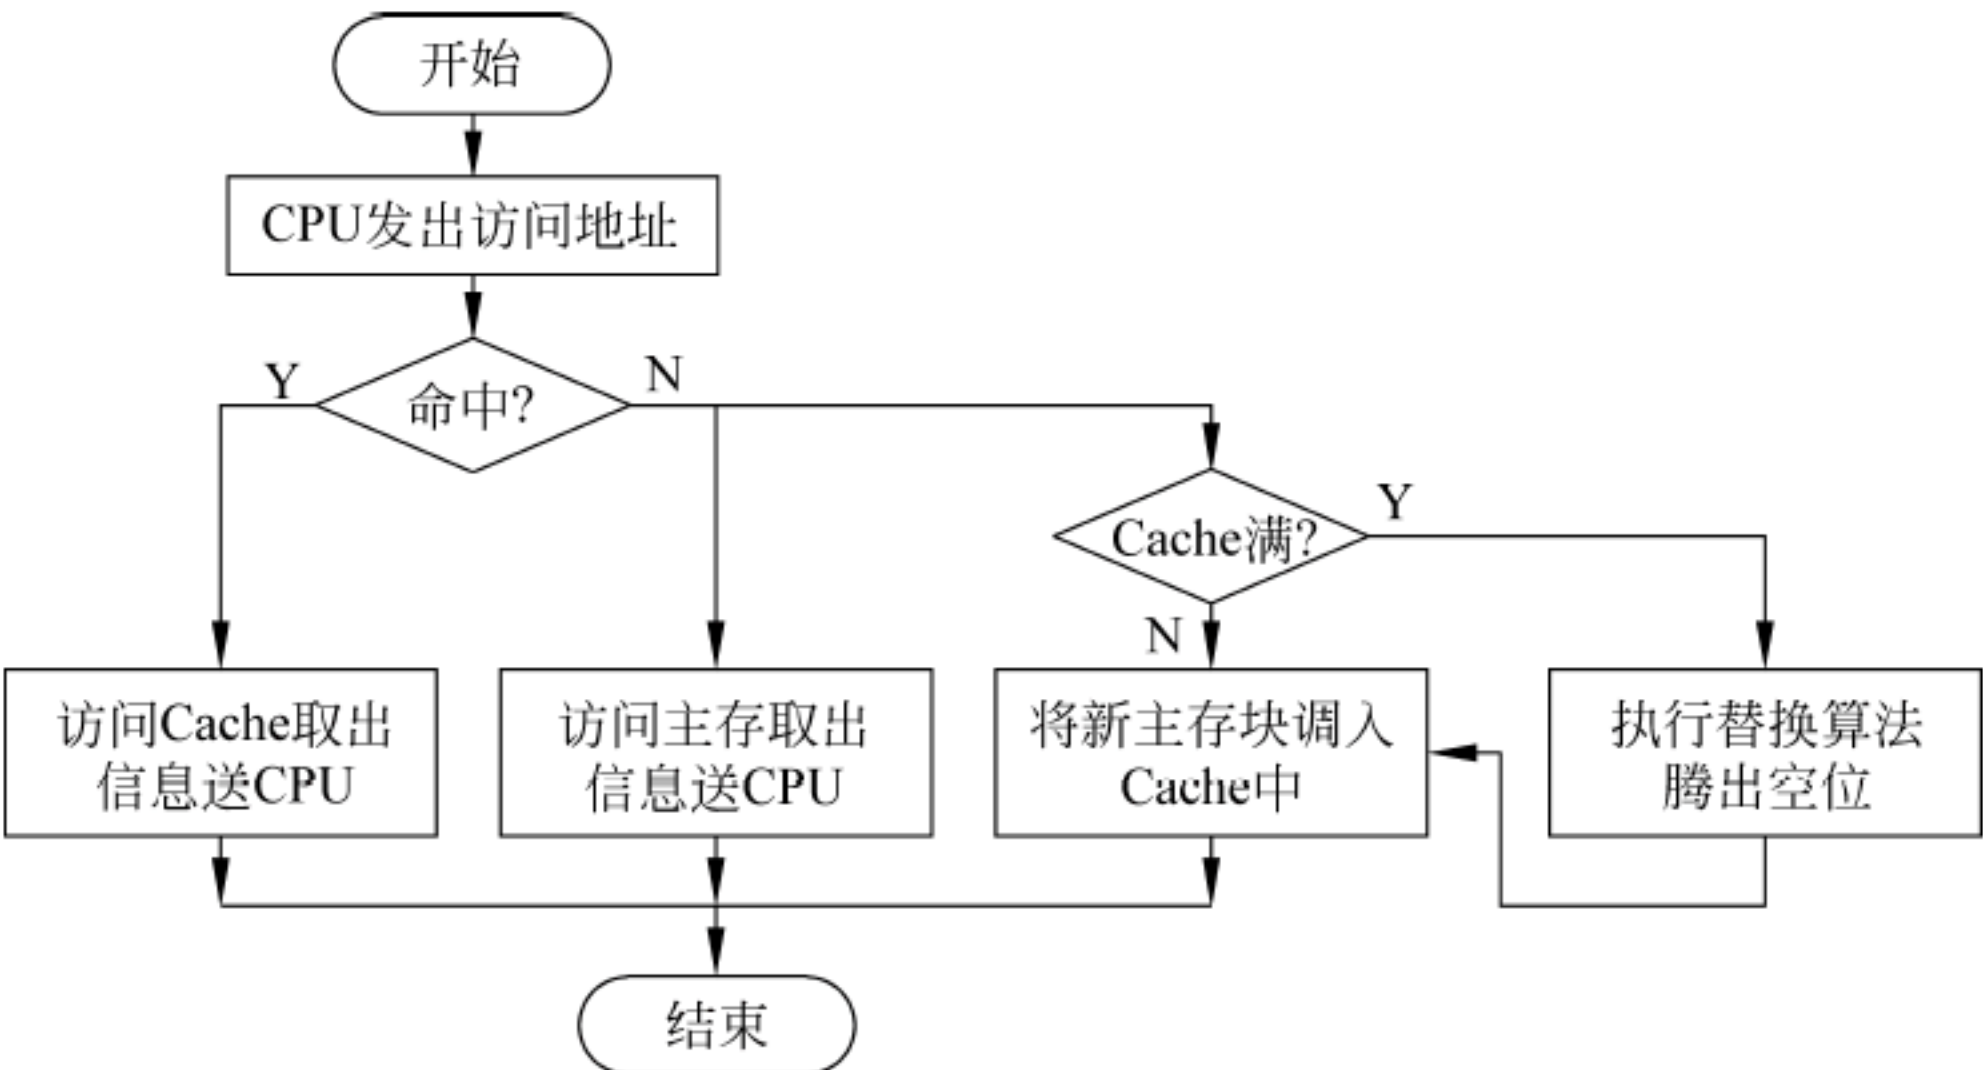 开始
CPU发出访问地址
Y
命中?
N
Cache满?
Y
N
访问Cache取出
信息送CPU
访问主存取出
信息送CPU
将新主存块调入
Cache中
执行替换算法
腾出空位
结束